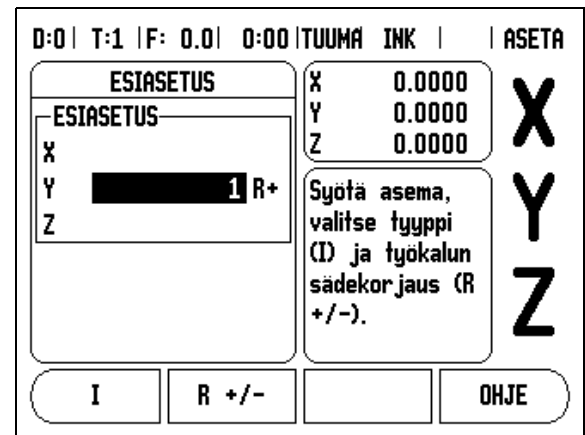 D:0 | T:1 | F: 0.0 | 0:00 | TUUMA INK | | ASETA
ESIASETUS
ESIASETUS
X
Y 1 R+
Z
X 0.0000
Y 0.0000
Z 0.0000
Syötä asema,
valitse tyyppi
(I) ja työkalun
sädekorjaus (R
+/-).
X
Y
Z
I R +/- OHJE